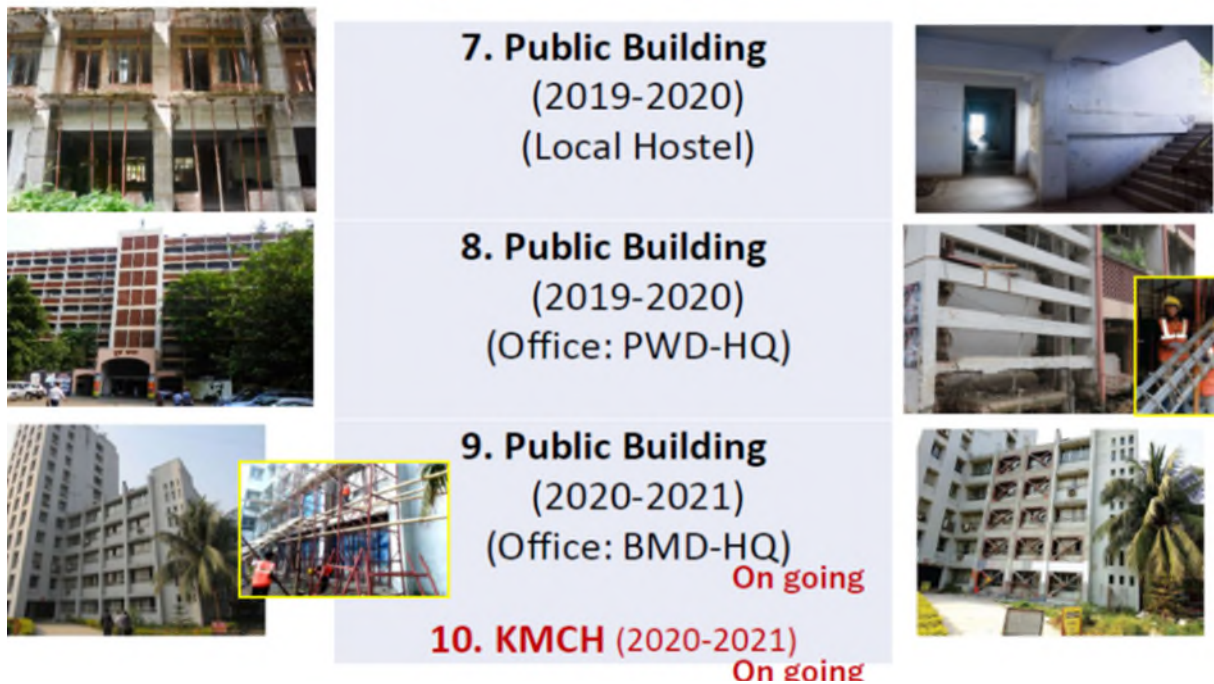 7. Public Building
(2019-2020)
(Local Hostel)
8. Public Building
(2019-2020)
(Office: PWD-HQ)
9. Public Building
(2020-2021)
(Office: BMD-HQ)
On going
10. KMCH (2020-2021)
On going